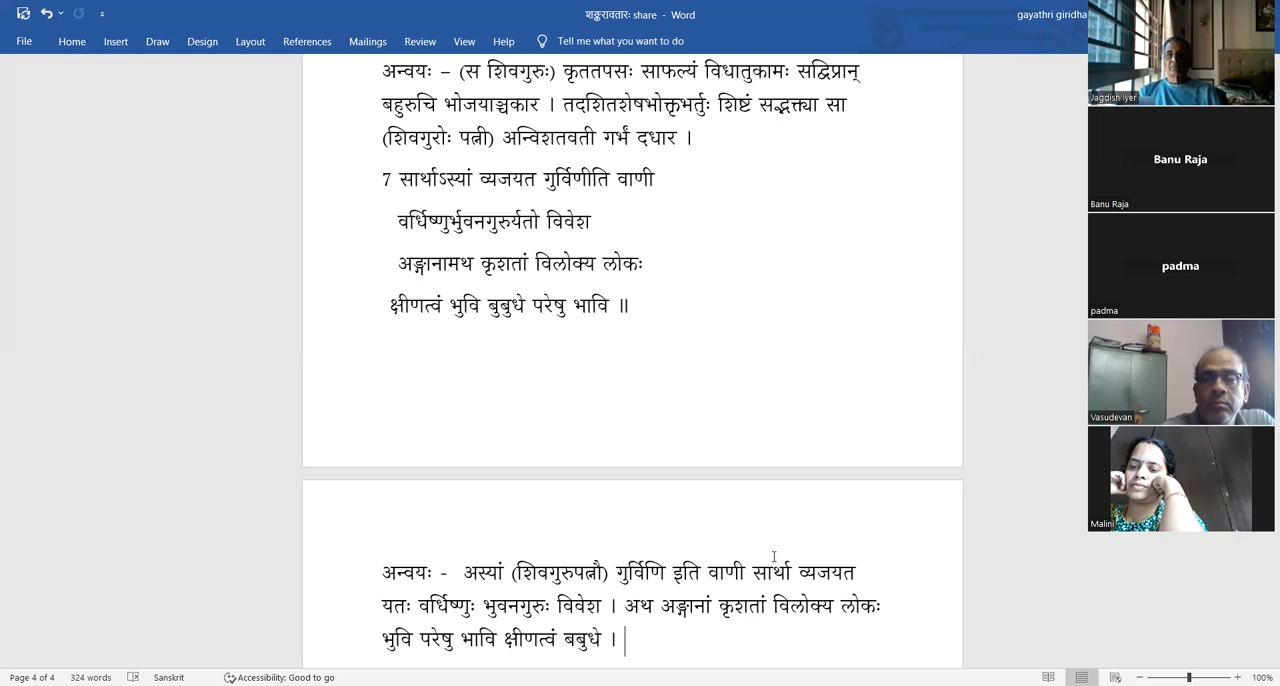 शङ्करावतारः share - Word
gayathri giridha
File Home Insert Draw Design Layout References Mailings Review View Help Tell me what you want to do
अन्वयः – (स शिवगुरुः) कृततपसः साफल्यं विधातुकामः सद्विप्रान्
बहुरुचि भोजयाञ्चकार । तदशितशेषभोक्तृभर्तुः शिष्टं सद्भक्त्या सा
(शिवगुरोः पत्नी) अन्विशतवती गर्भं दधार ।
7 सार्थाऽस्यां व्यजयत गुर्विणीति वाणी
वर्धिष्णुर्भुवनगुरुर्यतो विवेश
अङ्गानामथ कृशतां विलोक्य लोकः
क्षीणत्वं भुवि बुबुधे परेषु भावि ॥
अन्वयः - अस्यां (शिवगुरुपत्नौ) गुर्विणि इति वाणी सार्था व्यजयत
यतः वर्धिष्णुः भुवनगुरुः विवेश । अथ अङ्गानां कृशतां विलोक्य लोकः
भुवि परेषु भावि क्षीणत्वं बबुधे ।
Jagdish Iyer
Banu Raja
Banu Raja
padma
padma
Vasudevan
Malini
Page 4 of 4 324 words Sanskrit Accessibility: Good to go 100%